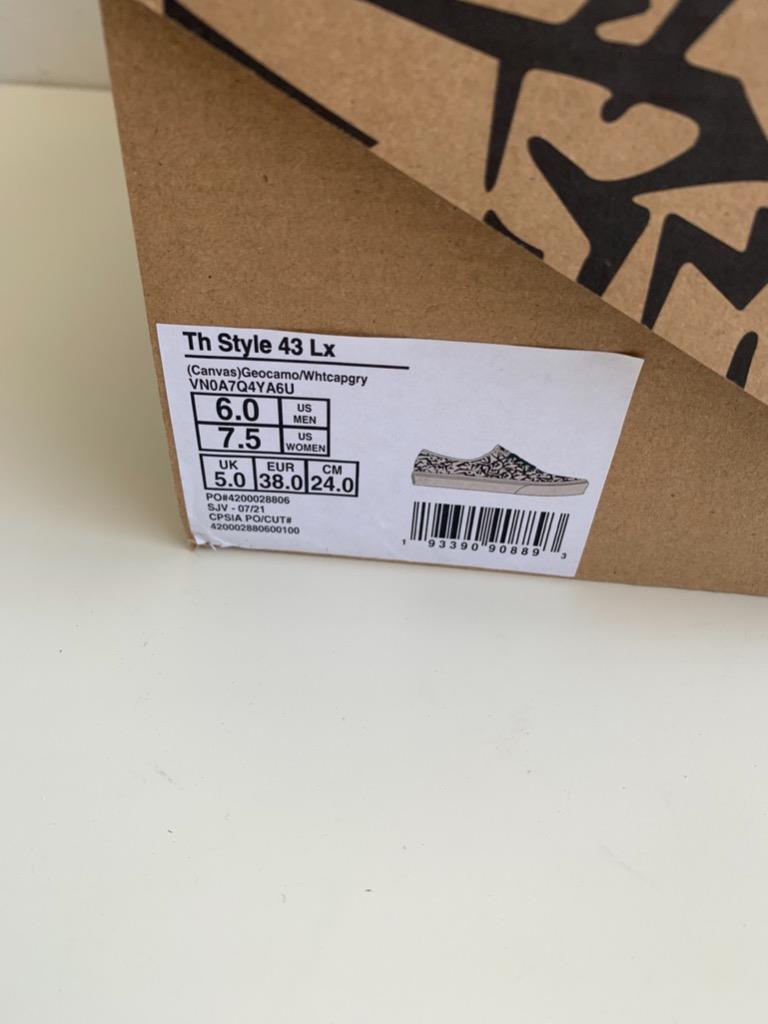 Th Style 43 Lx
(Canvas)Geocamo/Whtcapgry
VN0A7Q4YA6U
6.0 US MEN
7.5 US WOMEN
UK EUR CM
5.0 38.0 24.0
PO#4200028806
SJV - 07/21
CPSIA PO/CUT#
420002880600100
1 93390 90889 3